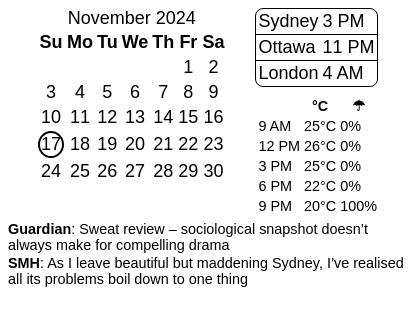 November 2024
Su Mo Tu We Th Fr Sa
1 2
3 4 5 6 7 8 9
10 11 12 13 14 15 16
17 18 19 20 21 22 23
24 25 26 27 28 29 30
Sydney 3 PM
Ottawa 11 PM
London 4 AM
°C ☂
9 AM 25°C 0%
12 PM 26°C 0%
3 PM 25°C 0%
6 PM 22°C 0%
9 PM 20°C 100%
Guardian: Sweat review – sociological snapshot doesn’t
always make for compelling drama
SMH: As I leave beautiful but maddening Sydney, I’ve realised
all its problems boil down to one thing